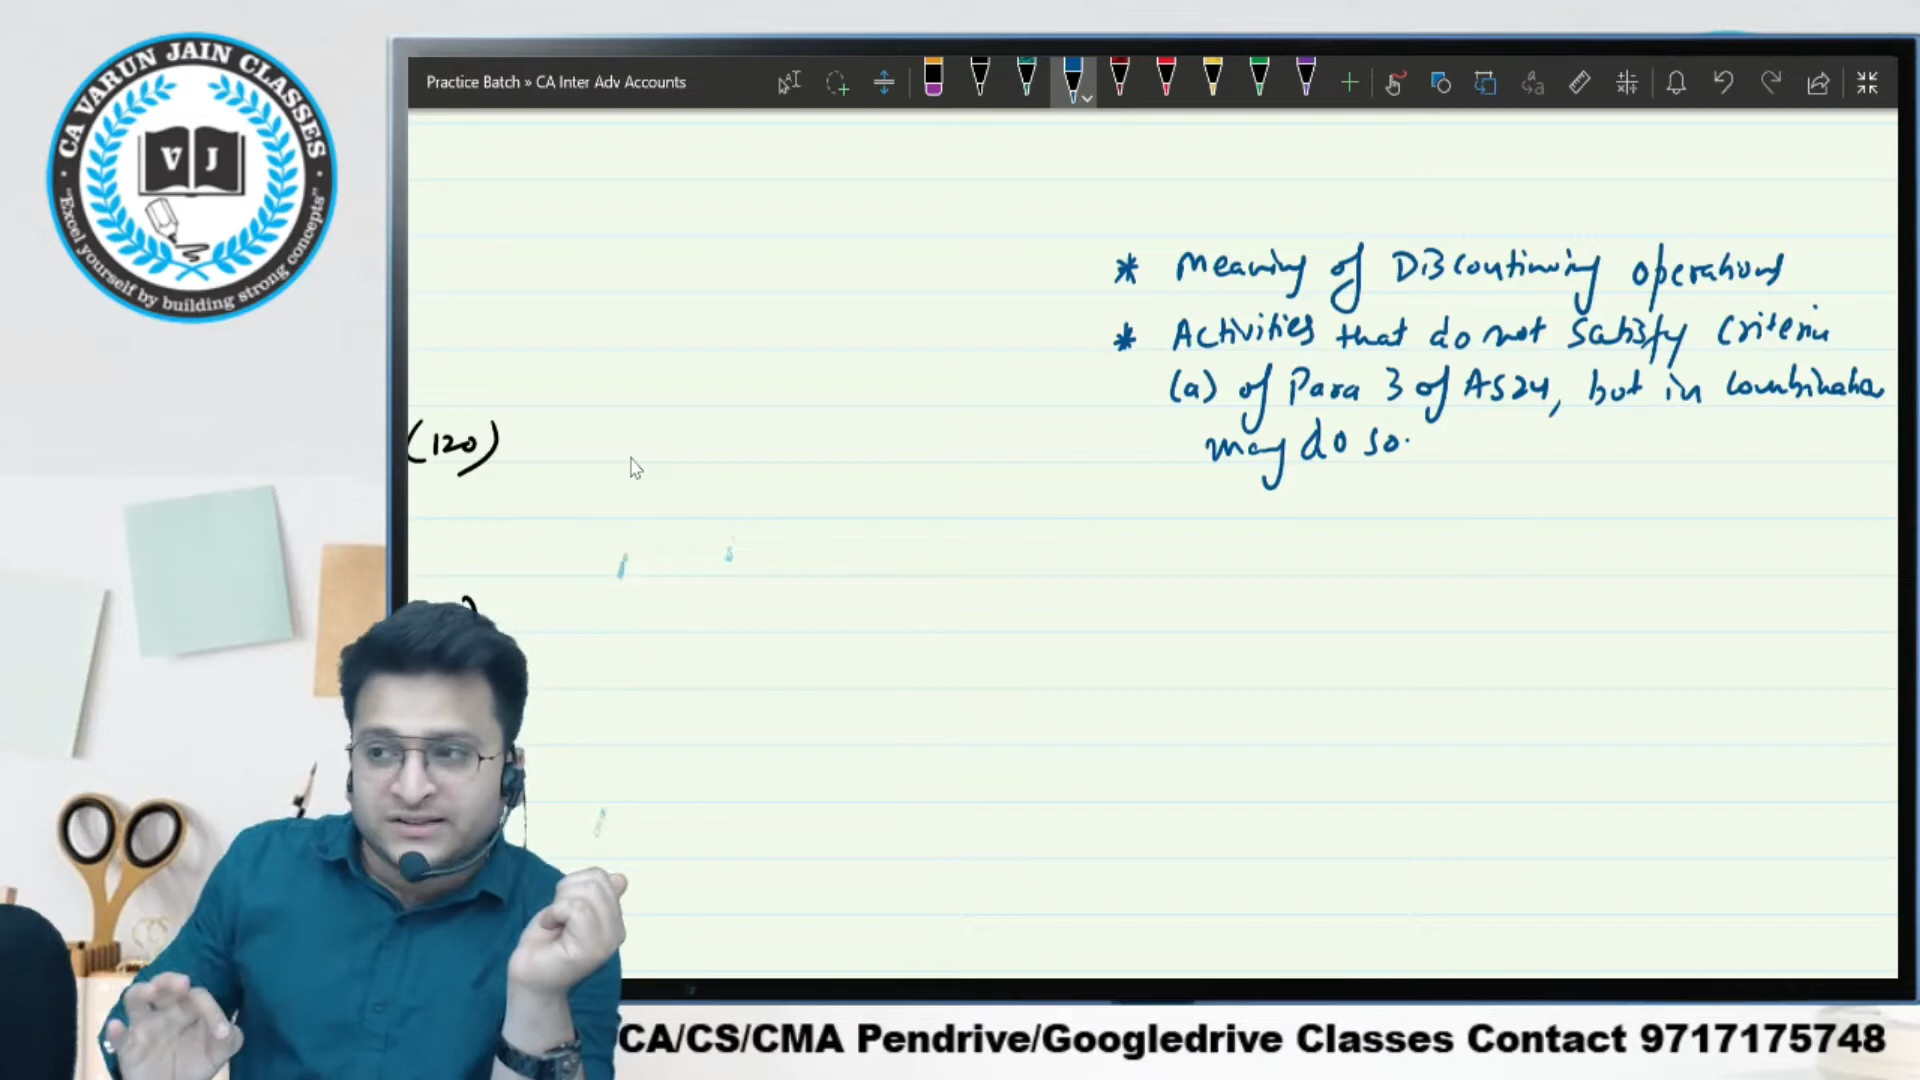 CA VARUN JAIN CLASSES
V J
"Excel yourself by building strong concepts"
Practice Batch » CA Inter Adv Accounts
* Meaning of Discontinuing operations
* Activities that do not satisfy criteria
(a) of Para 3 of AS24, but in combination
may do so.
(120)
CA/CS/CMA Pendrive/Googledrive Classes Contact 9717175748